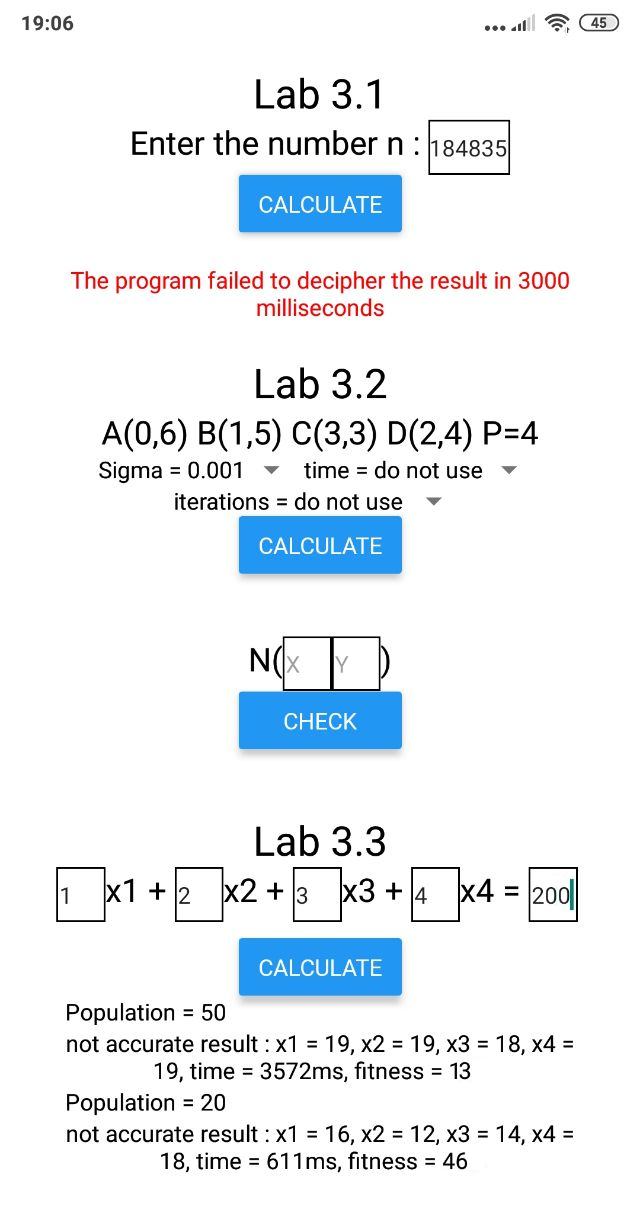 19:06
45
Lab 3.1
Enter the number n : 184835
CALCULATE
The program failed to decipher the result in 3000
milliseconds
Lab 3.2
A(0,6) B(1,5) C(3,3) D(2,4) P=4
Sigma = 0.001 time = do not use
iterations = do not use
CALCULATE
N(X Y)
CHECK
Lab 3.3
1 x1 + 2 x2 + 3 x3 + 4 x4 = 200
CALCULATE
Population = 50
not accurate result : x1 = 19, x2 = 19, x3 = 18, x4 =
19, time = 3572ms, fitness = 13
Population = 20
not accurate result : x1 = 16, x2 = 12, x3 = 14, x4 =
18, time = 611ms, fitness = 46